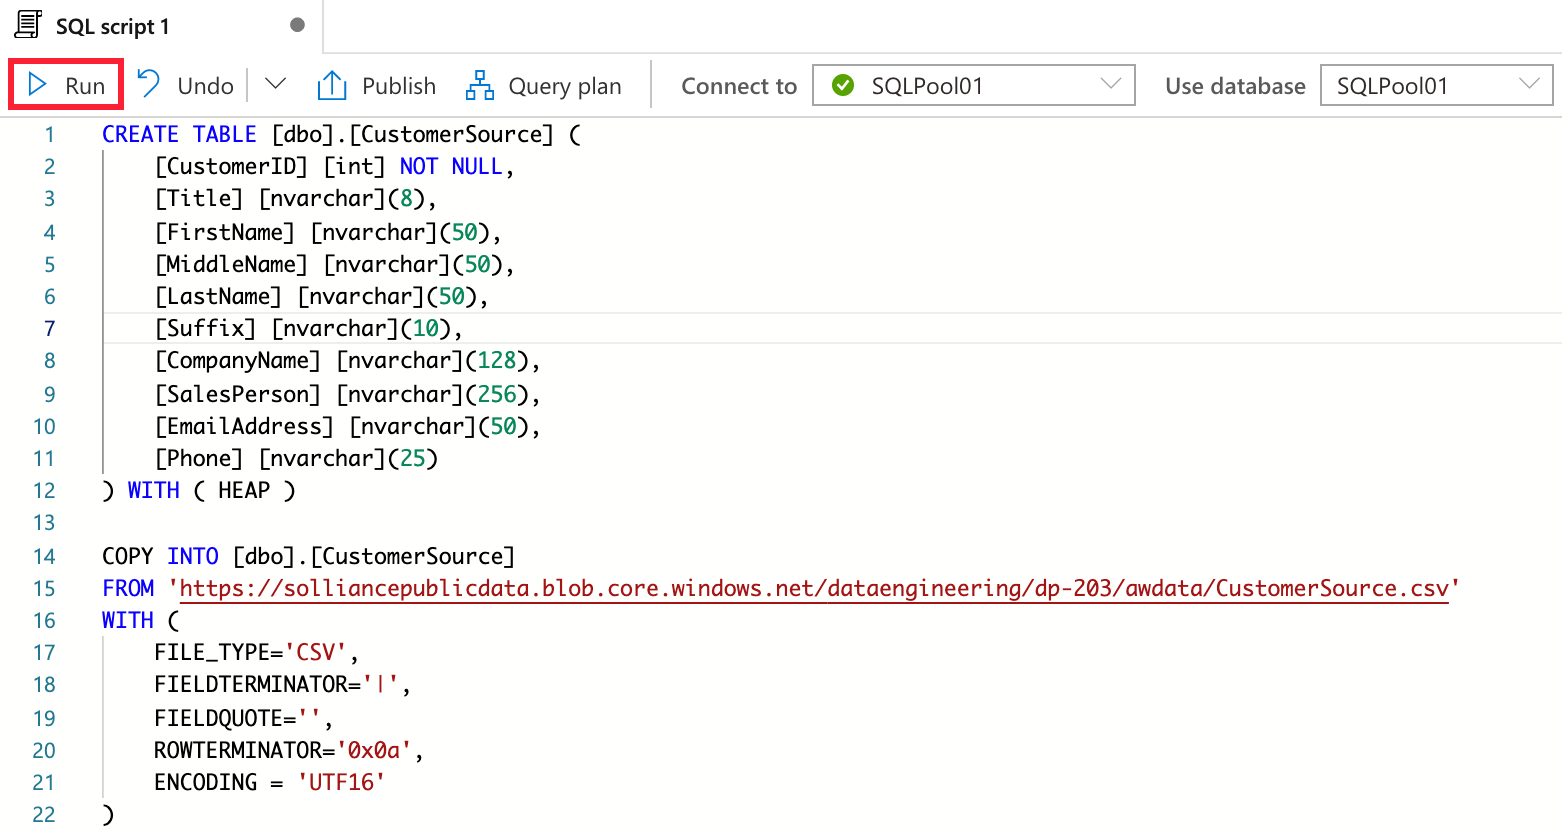 SQL script 1
Run Undo Publish Query plan Connect to SQLPool01 Use database SQLPool01
1 CREATE TABLE [dbo].[CustomerSource] (
2 [CustomerID] [int] NOT NULL,
3 [Title] [nvarchar](8),
4 [FirstName] [nvarchar](50),
5 [MiddleName] [nvarchar](50),
6 [LastName] [nvarchar](50),
7 [Suffix] [nvarchar](10),
8 [CompanyName] [nvarchar](128),
9 [SalesPerson] [nvarchar](256),
10 [EmailAddress] [nvarchar](50),
11 [Phone] [nvarchar](25)
12 ) WITH ( HEAP )
13
14 COPY INTO [dbo].[CustomerSource]
15 FROM 'https://solliancepublicdata.blob.core.windows.net/dataengineering/dp-203/awdata/CustomerSource.csv'
16 WITH (
17 FILE_TYPE='CSV',
18 FIELDTERMINATOR='|',
19 FIELDQUOTE='',
20 ROWTERMINATOR='0x0a',
21 ENCODING = 'UTF16'
22 )